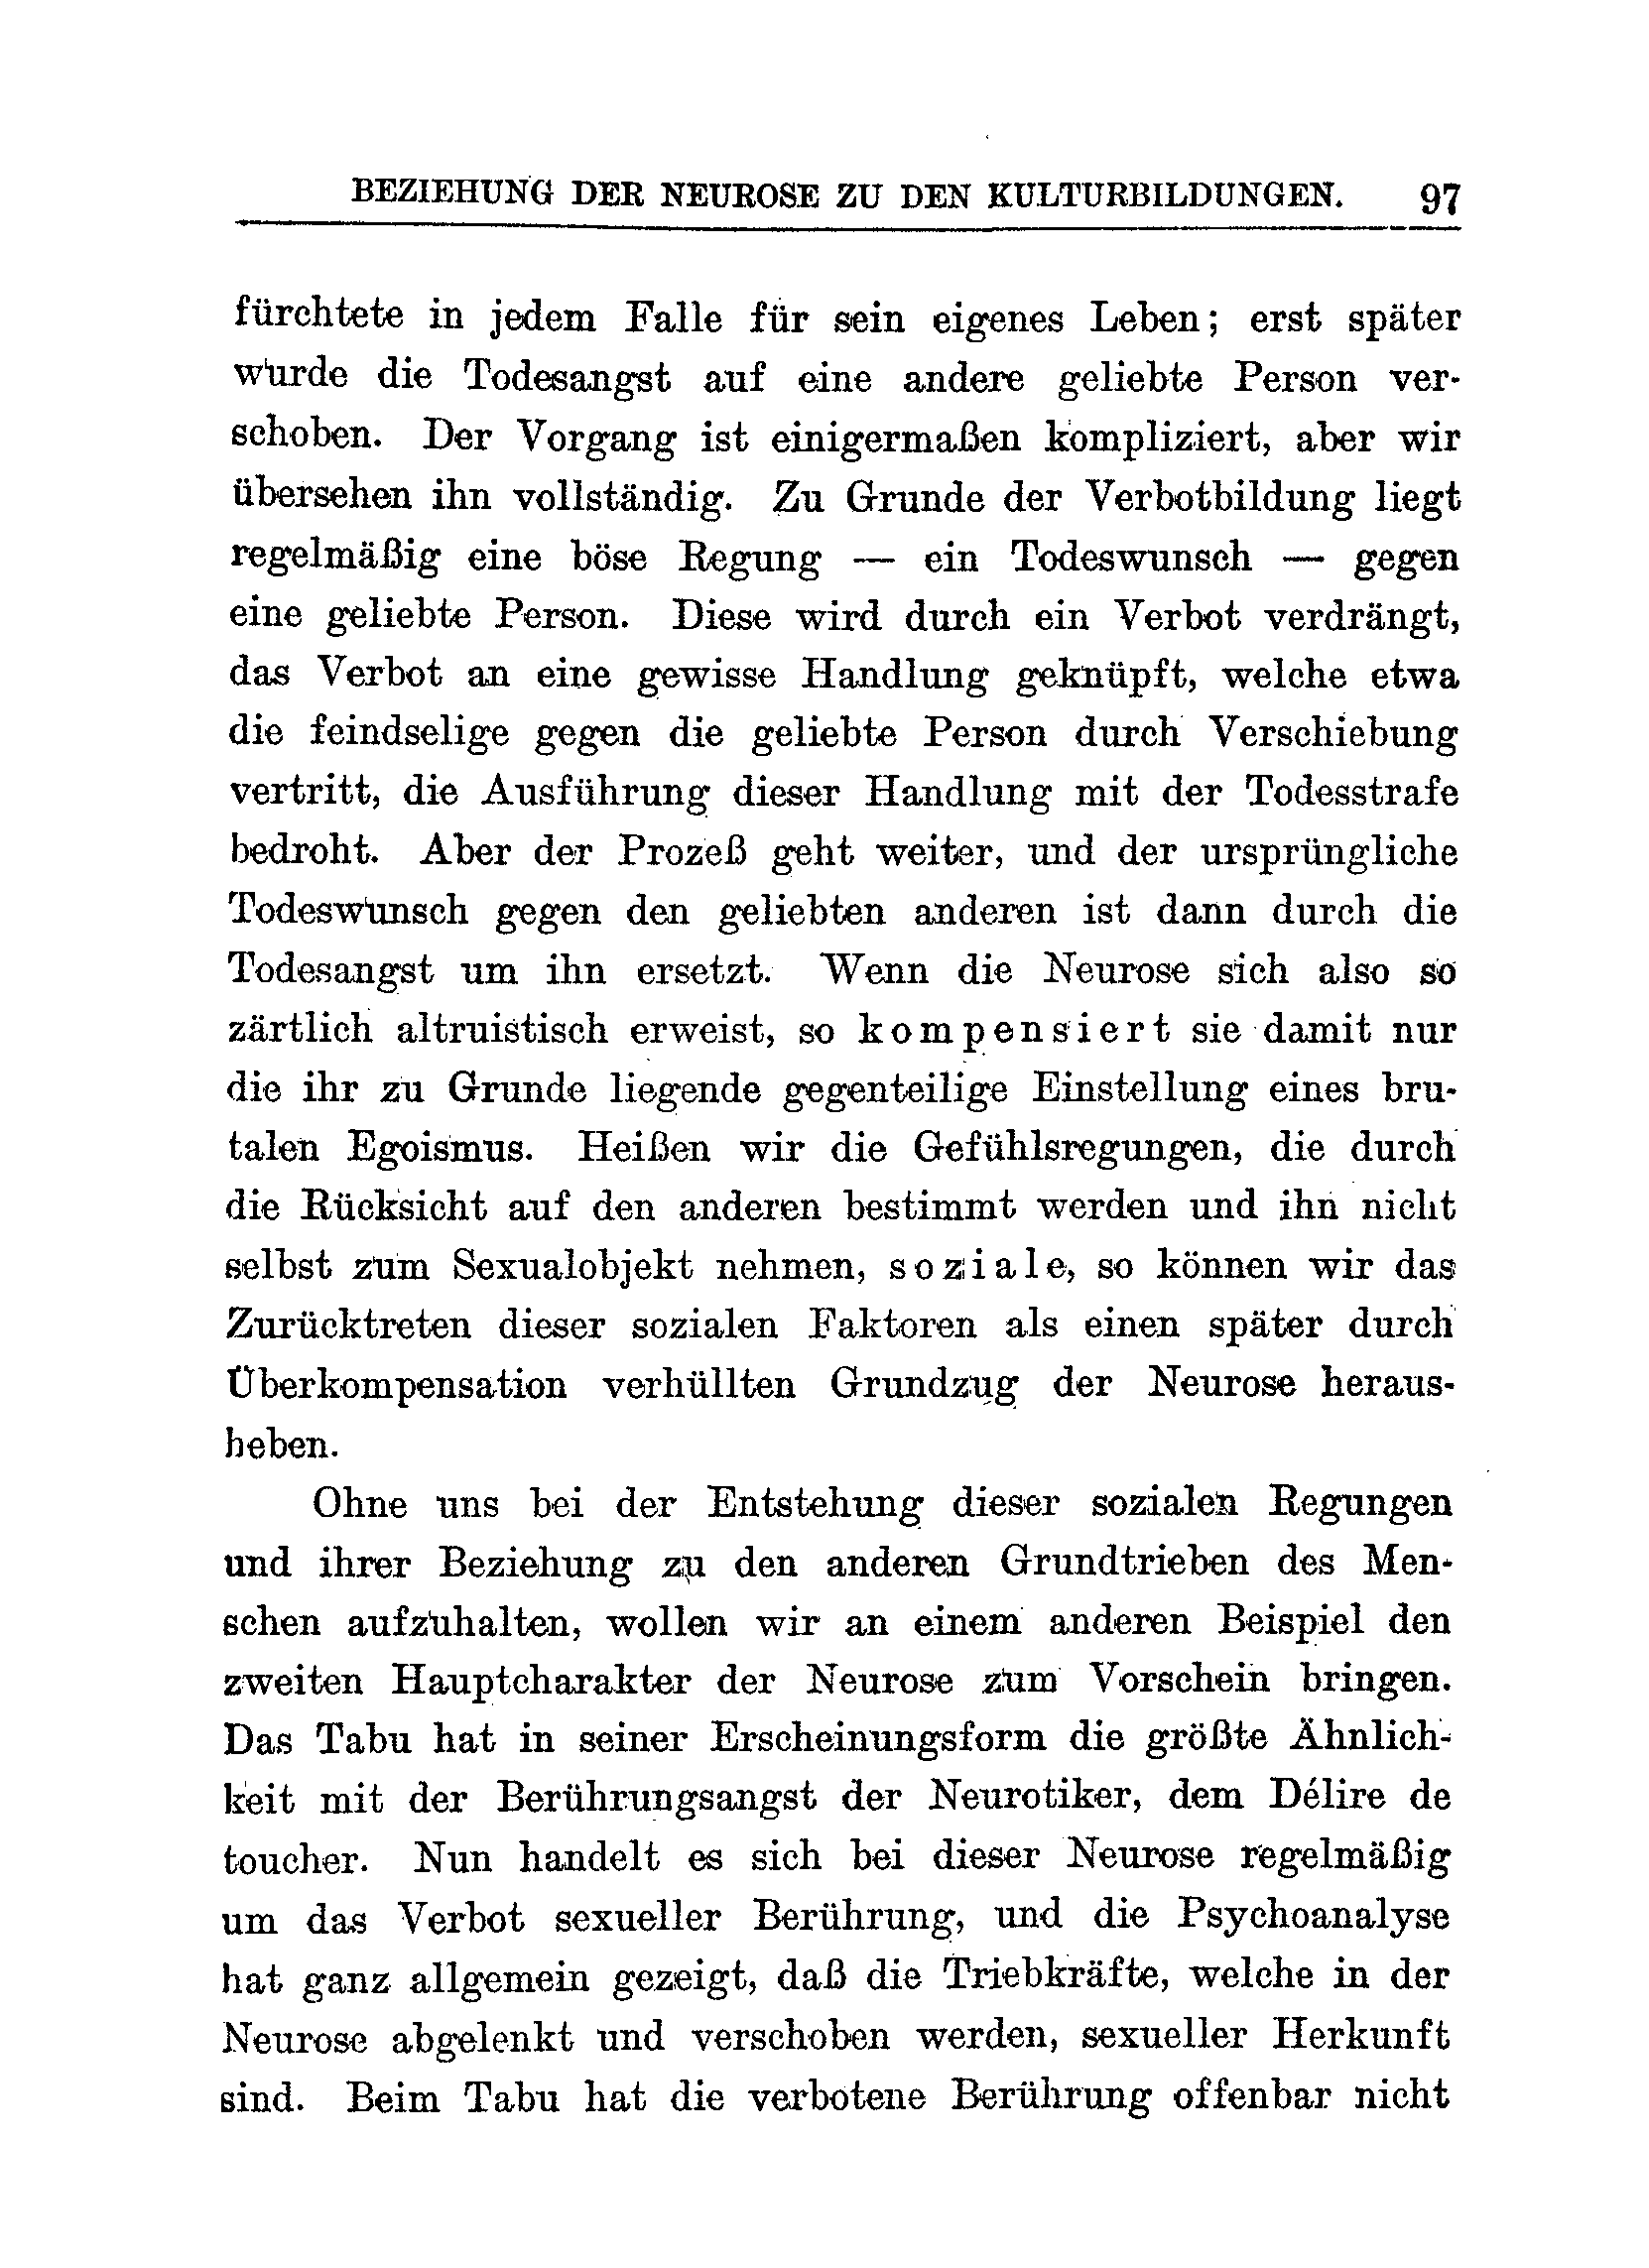 BEZIEHUNG DER NEUROSE ZU DEN KULTURBILDUNGEN. 97
fürchtete in jedem Falle für sein eigenes Leben; erst später
wurde die Todesangst auf eine andere geliebte Person ver-
schoben. Der Vorgang ist einigermaßen kompliziert, aber wir
übersehen ihn vollständig. Zu Grunde der Verbotbildung liegt
regelmäßig eine böse Regung — ein Todeswunsch — gegen
eine geliebte Person. Diese wird durch ein Verbot verdrängt,
das Verbot an eine gewisse Handlung geknüpft, welche etwa
die feindselige gegen die geliebte Person durch Verschiebung
vertritt, die Ausführung dieser Handlung mit der Todesstrafe
bedroht. Aber der Prozeß geht weiter, und der ursprüngliche
Todeswunsch gegen den geliebten anderen ist dann durch die
Todesangst um ihn ersetzt. Wenn die Neurose sich also so
zärtlich altruistisch erweist, so kompensiert sie damit nur
die ihr zu Grunde liegende gegenteilige Einstellung eines bru-
talen Egoismus. Heißen wir die Gefühlsregungen, die durch
die Rücksicht auf den anderen bestimmt werden und ihn nicht
selbst zum Sexualobjekt nehmen, soziale, so können wir das
Zurücktreten dieser sozialen Faktoren als einen später durch
Überkompensation verhüllten Grundzug der Neurose heraus-
heben.
Ohne uns bei der Entstehung dieser sozialen Regungen
und ihrer Beziehung zu den anderen Grundtrieben des Men-
schen aufzuhalten, wollen wir an einem anderen Beispiel den
zweiten Hauptcharakter der Neurose zum Vorschein bringen.
Das Tabu hat in seiner Erscheinungsform die größte Ähnlich-
keit mit der Berührungsangst der Neurotiker, dem Délire de
toucher. Nun handelt es sich bei dieser Neurose regelmäßig
um das Verbot sexueller Berührung, und die Psychoanalyse
hat ganz allgemein gezeigt, daß die Triebkräfte, welche in der
Neurose abgelenkt und verschoben werden, sexueller Herkunft
sind. Beim Tabu hat die verbotene Berührung offenbar nicht